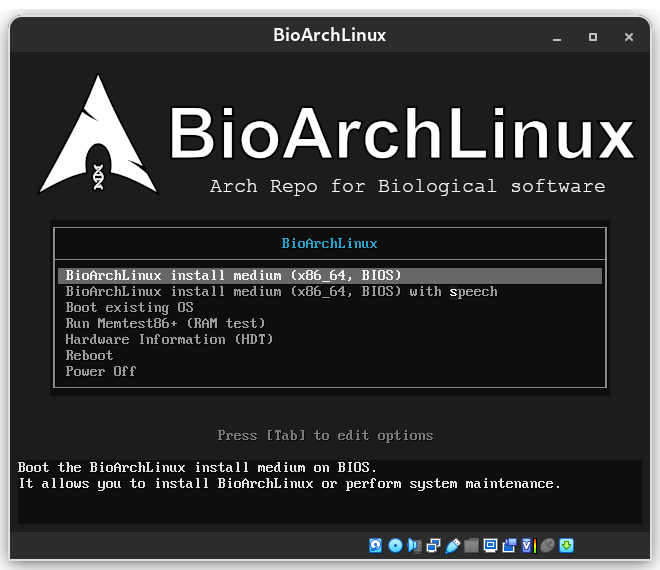 BioArchLinux
BioArchLinux
Arch Repo for Biological software
BioArchLinux
BioArchLinux install medium (x86_64, BIOS)
BioArchLinux install medium (x86_64, BIOS) with speech
Boot existing OS
Run Memtest86+ (RAM test)
Hardware Information (HDT)
Reboot
Power Off
Press [Tab] to edit options
Boot the BioArchLinux install medium on BIOS.
It allows you to install BioArchLinux or perform system maintenance.